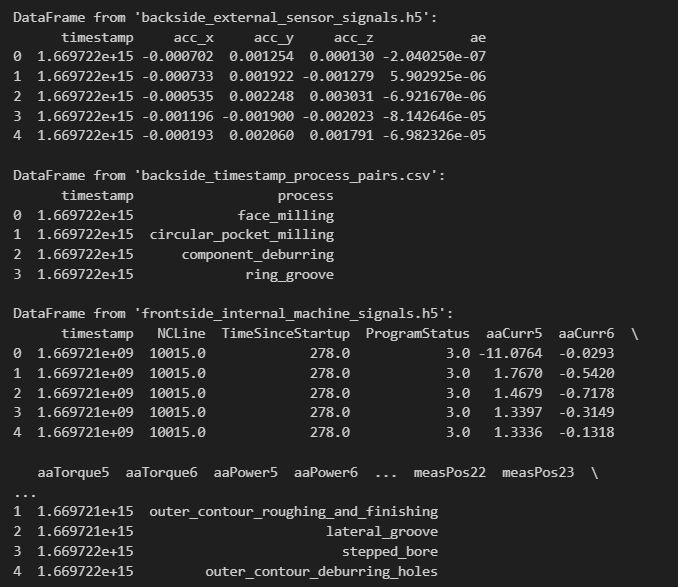 DataFrame from 'backside_external_sensor_signals.h5':
timestamp acc_x acc_y acc_z ae
0 1.669722e+15 -0.000702 0.001254 0.000130 -2.040250e-07
1 1.669722e+15 -0.000733 0.001922 -0.001279 5.902925e-06
2 1.669722e+15 -0.000535 0.002248 0.003031 -6.921670e-06
3 1.669722e+15 -0.001196 -0.001900 -0.002023 -8.142646e-05
4 1.669722e+15 -0.000193 0.002060 0.001791 -6.982326e-05
DataFrame from 'backside_timestamp_process_pairs.csv':
timestamp process
0 1.669722e+15 face_milling
1 1.669722e+15 circular_pocket_milling
2 1.669722e+15 component_deburring
3 1.669722e+15 ring_groove
DataFrame from 'frontside_internal_machine_signals.h5':
timestamp NCLine TimeSinceStartup ProgramStatus aaCurr5 aaCurr6 \
0 1.669721e+09 10015.0 278.0 3.0 -11.0764 -0.0293
1 1.669721e+09 10015.0 278.0 3.0 1.7670 -0.5420
2 1.669721e+09 10015.0 278.0 3.0 1.4679 -0.7178
3 1.669721e+09 10015.0 278.0 3.0 1.3397 -0.3149
4 1.669721e+09 10015.0 278.0 3.0 1.3336 -0.1318
aaTorque5 aaTorque6 aaPower5 aaPower6 ... measPos22 measPos23 \
...
1 1.669721e+15 outer_contour_roughing_and_finishing
2 1.669721e+15 lateral_groove
3 1.669722e+15 stepped_bore
4 1.669722e+15 outer_contour_deburring_holes